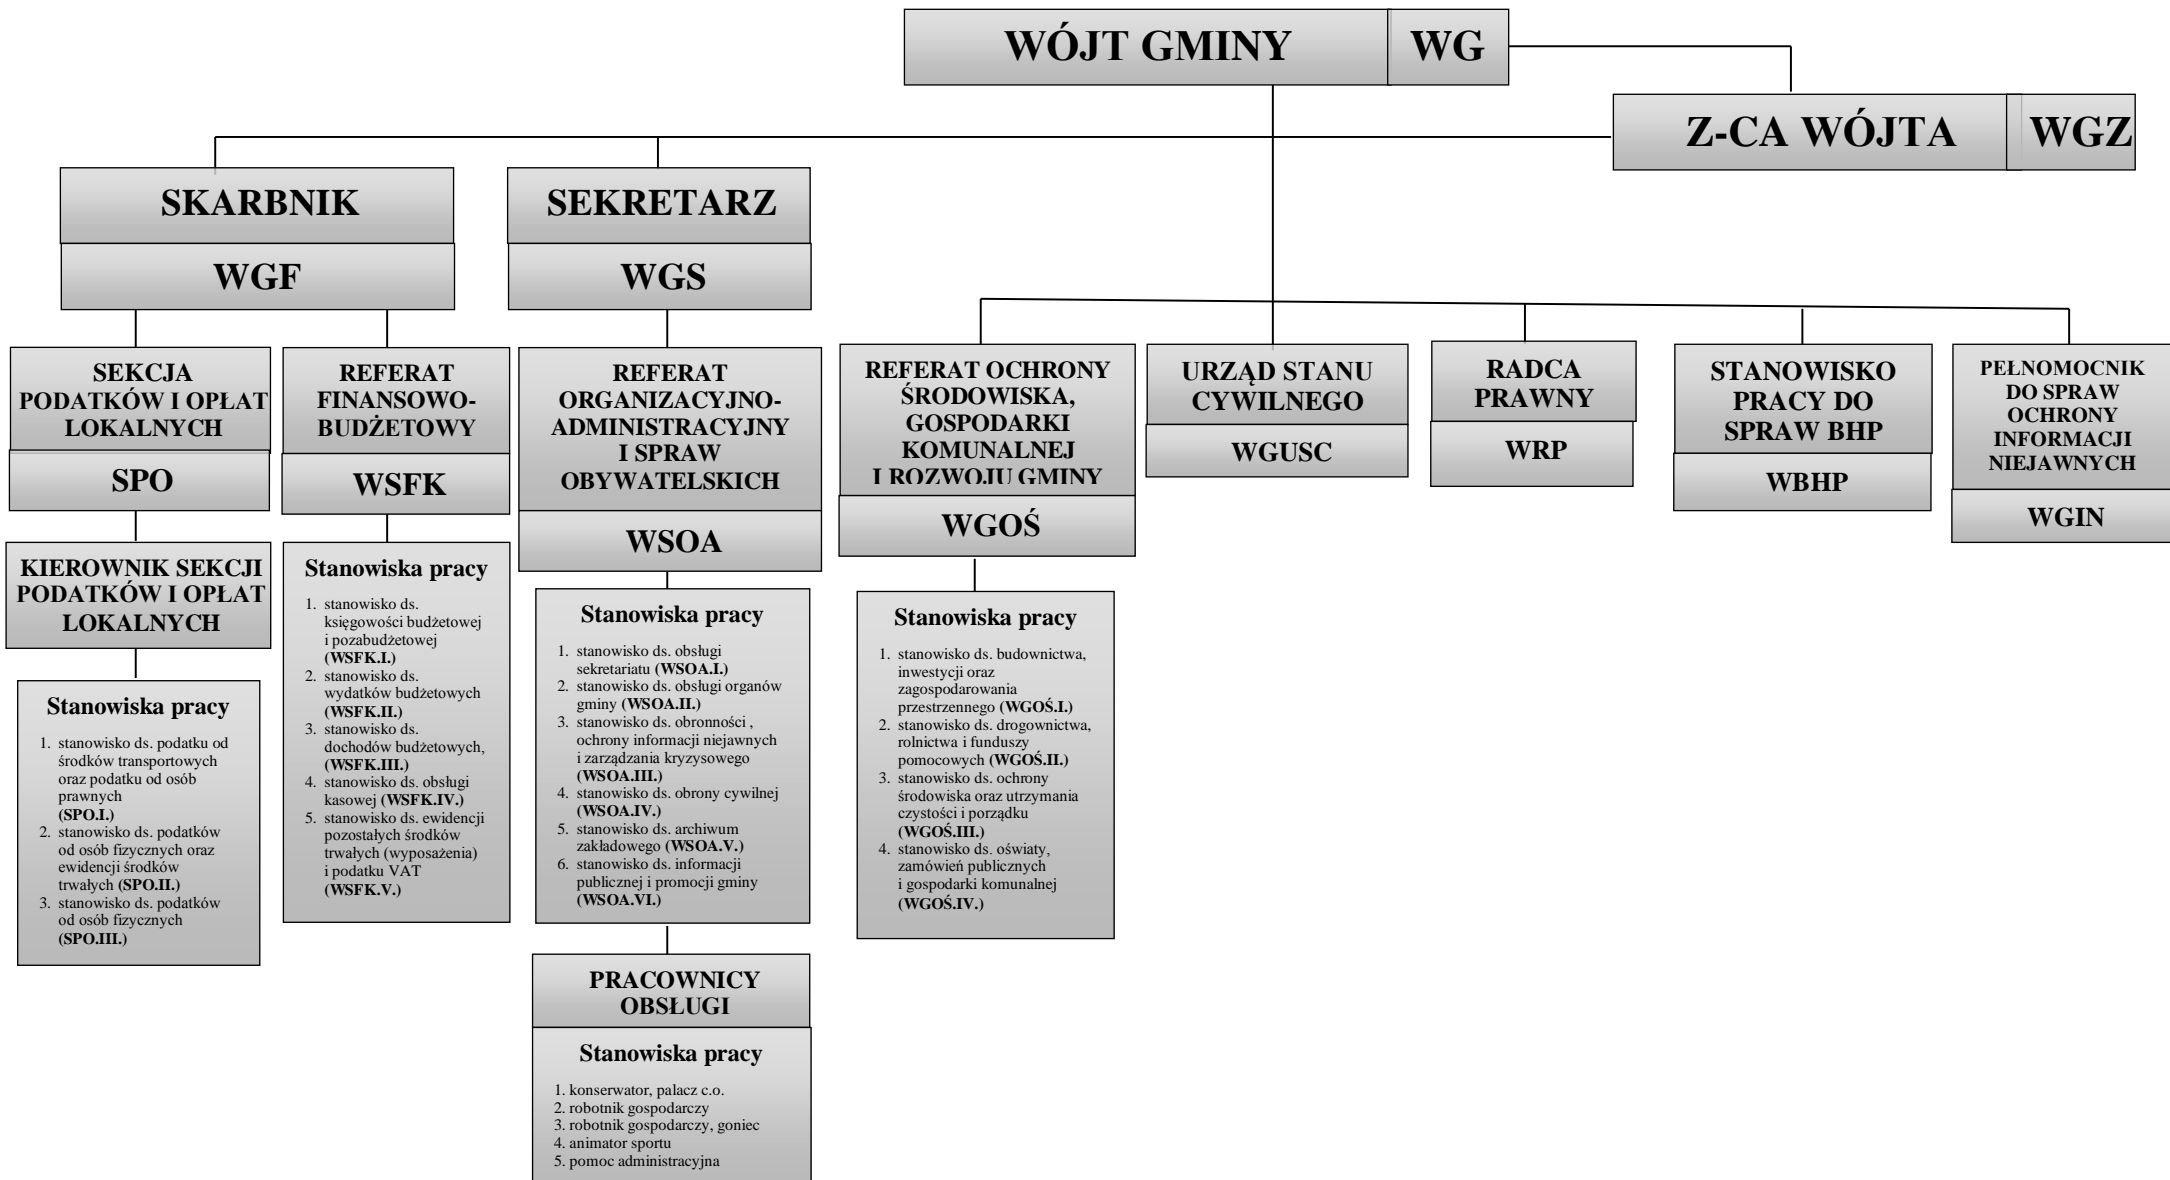 WÓJT GMINY
WG
Z-CA WÓJTA
WGZ
SKARBNIK
WGF
SEKRETARZ
WGS
SEKCJA
PODATKÓW I OPŁAT
LOKALNYCH
SPO
KIEROWNIK SEKCJI
PODATKÓW I OPŁAT
LOKALNYCH
Stanowiska pracy
1. stanowisko ds. podatku od
środków transportowych
oraz podatku od osób
prawnych
(SPO.I.)
2. stanowisko ds. podatków
od osób fizycznych oraz
ewidencji środków
trwałych (SPO.II.)
3. stanowisko ds. podatków
od osób fizycznych
(SPO.III.)
REFERAT
FINANSOWO-
BUDŻETOWY
WSFK
Stanowiska pracy
1. stanowisko ds.
księgowości budżetowej
i pozabudżetowej
(WSFK.I.)
2. stanowisko ds.
wydatków budżetowych
(WSFK.II.)
3. stanowisko ds.
dochodów budżetowych,
(WSFK.III.)
4. stanowisko ds. obsługi
kasowej (WSFK.IV.)
5. stanowisko ds. ewidencji
pozostałych środków
trwałych (wyposażenia)
i podatku VAT
(WSFK.V.)
REFERAT
ORGANIZACYJNO-
ADMINISTRACYJNY
I SPRAW
OBYWATELSKICH
WSOA
Stanowiska pracy
1. stanowisko ds. obsługi
sekretariatu (WSOA.I.)
2. stanowisko ds. obsługi organów
gminy (WSOA.II.)
3. stanowisko ds. obronności ,
ochrony informacji niejawnych
i zarządzania kryzysowego
(WSOA.III.)
4. stanowisko ds. obrony cywilnej
(WSOA.IV.)
5. stanowisko ds. archiwum
zakładowego (WSOA.V.)
6. stanowisko ds. informacji
publicznej i promocji gminy
(WSOA.VI.)
PRACOWNICY
OBSŁUGI
Stanowiska pracy
1. konserwator, palacz c.o.
2. robotnik gospodarczy
3. robotnik gospodarczy, goniec
4. animator sportu
5. pomoc administracyjna
REFERAT OCHRONY
ŚRODOWISKA,
GOSPODARKI
KOMUNALNEJ
I ROZWOJU GMINY
WGOŚ
Stanowiska pracy
1. stanowisko ds. budownictwa,
inwestycji oraz
zagospodarowania
przestrzennego (WGOŚ.I.)
2. stanowisko ds. drogownictwa,
rolnictwa i funduszy
pomocowych (WGOŚ.II.)
3. stanowisko ds. ochrony
środowiska oraz utrzymania
czystości i porządku
(WGOŚ.III.)
4. stanowisko ds. oświaty,
zamówień publicznych
i gospodarki komunalnej
(WGOŚ.IV.)
URZĄD STANU
CYWILNEGO
WGUSC
RADCA
PRAWNY
WRP
STANOWISKO
PRACY DO
SPRAW BHP
WBHP
PEŁNOMOCNIK
DO SPRAW
OCHRONY
INFORMACJI
NIEJAWNYCH
WGIN